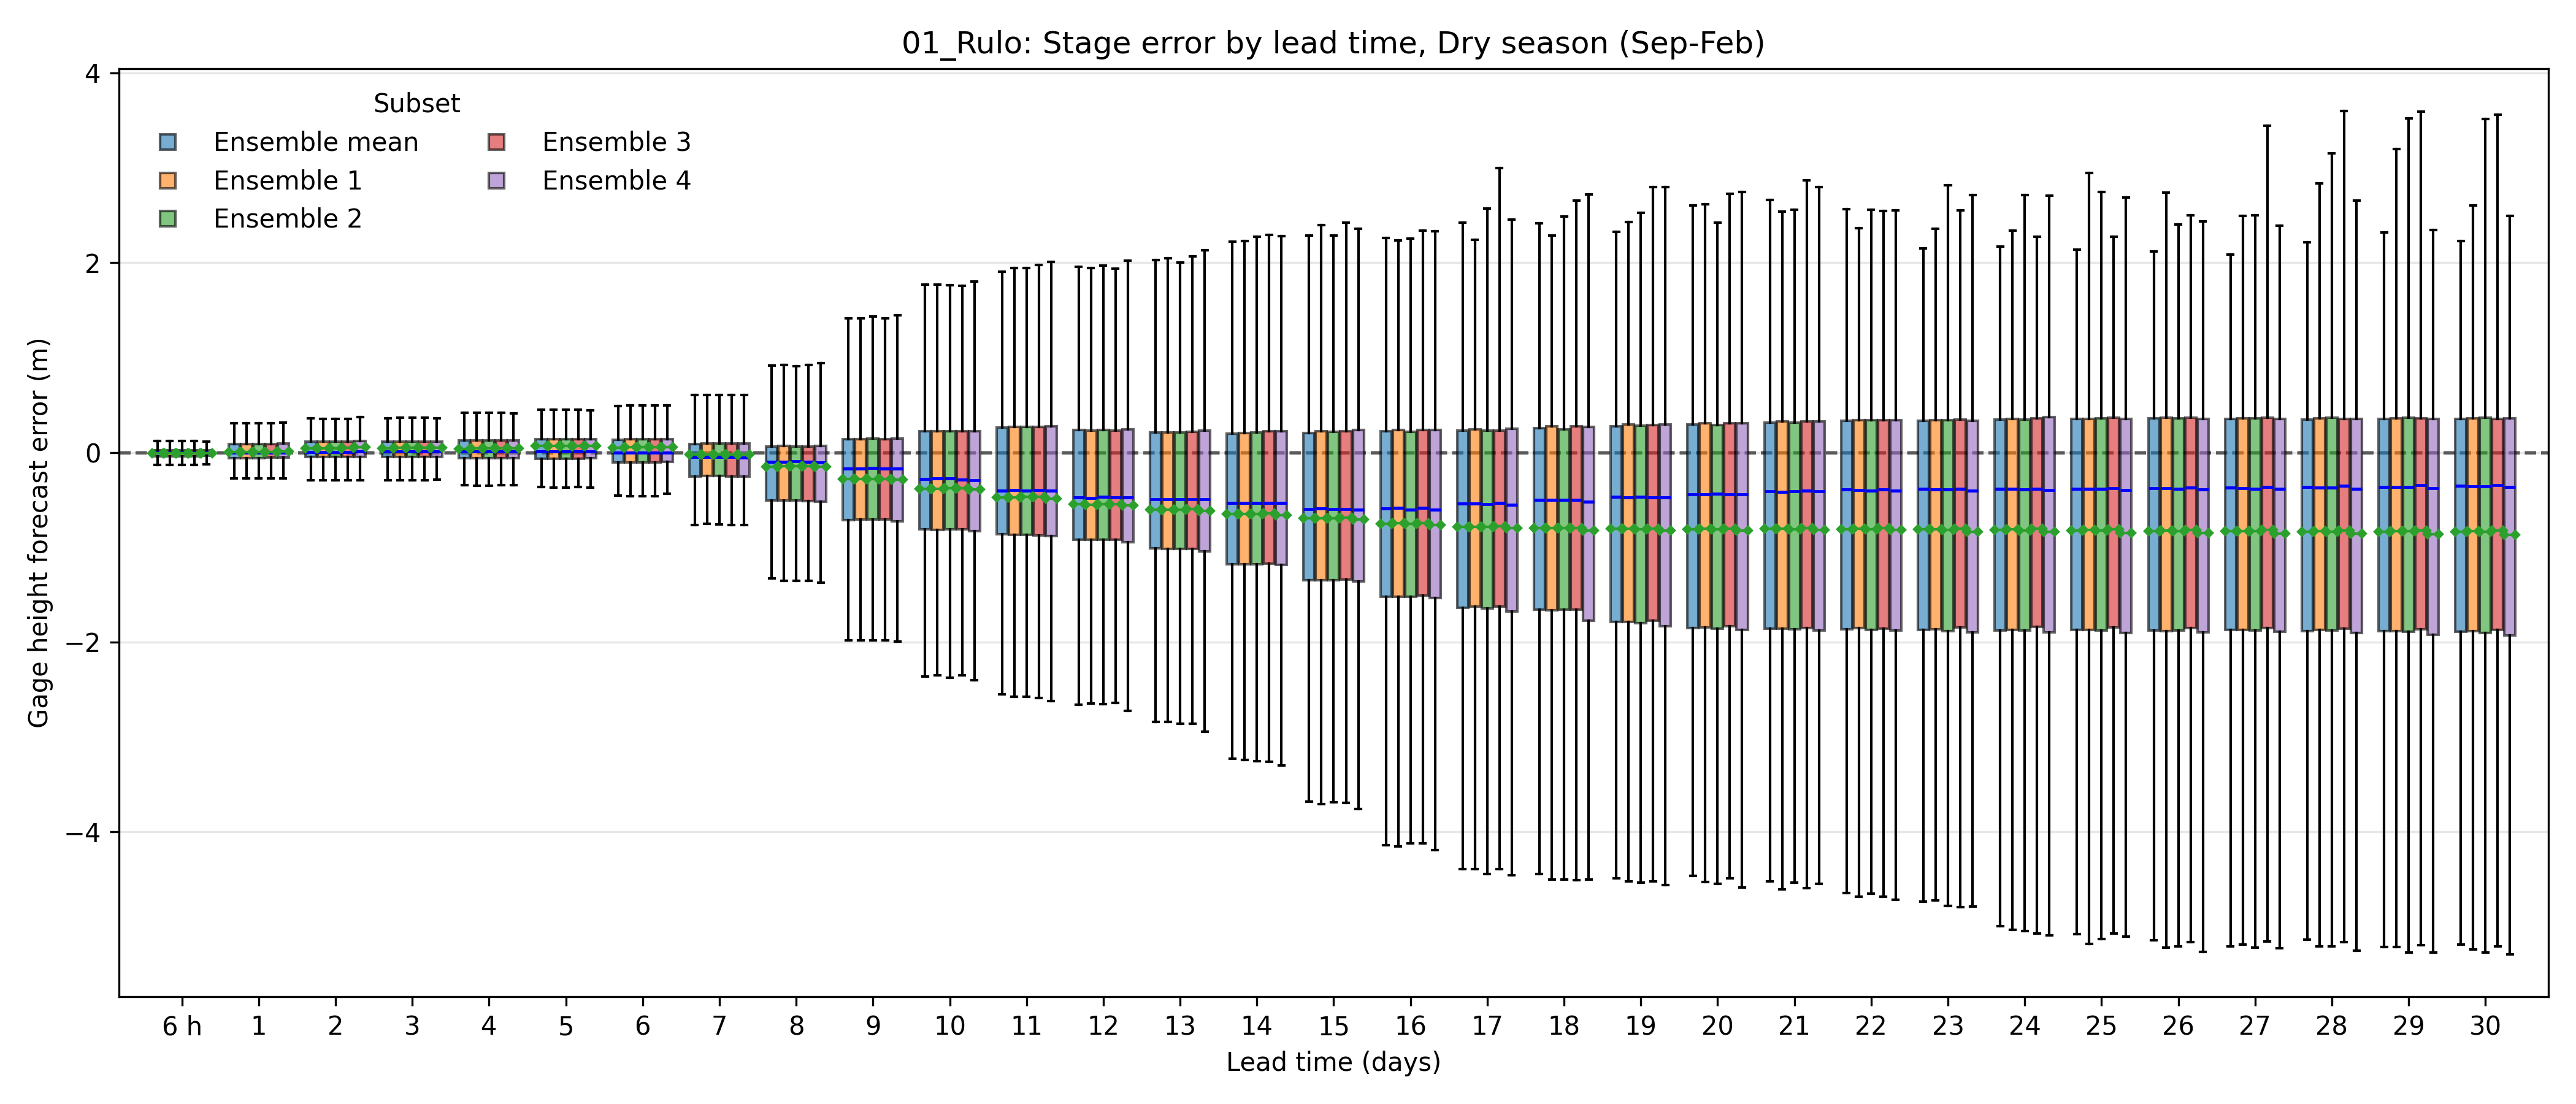 01_Rulo: Stage error by lead time, Dry season (Sep-Feb)
Subset
Ensemble mean
Ensemble 1
Ensemble 2
Ensemble 3
Ensemble 4
Gage height forecast error (m)
4
2
0
−2
−4
6 h 1 2 3 4 5 6 7 8 9 10 11 12 13 14 15 16 17 18 19 20 21 22 23 24 25 26 27 28 29 30
Lead time (days)